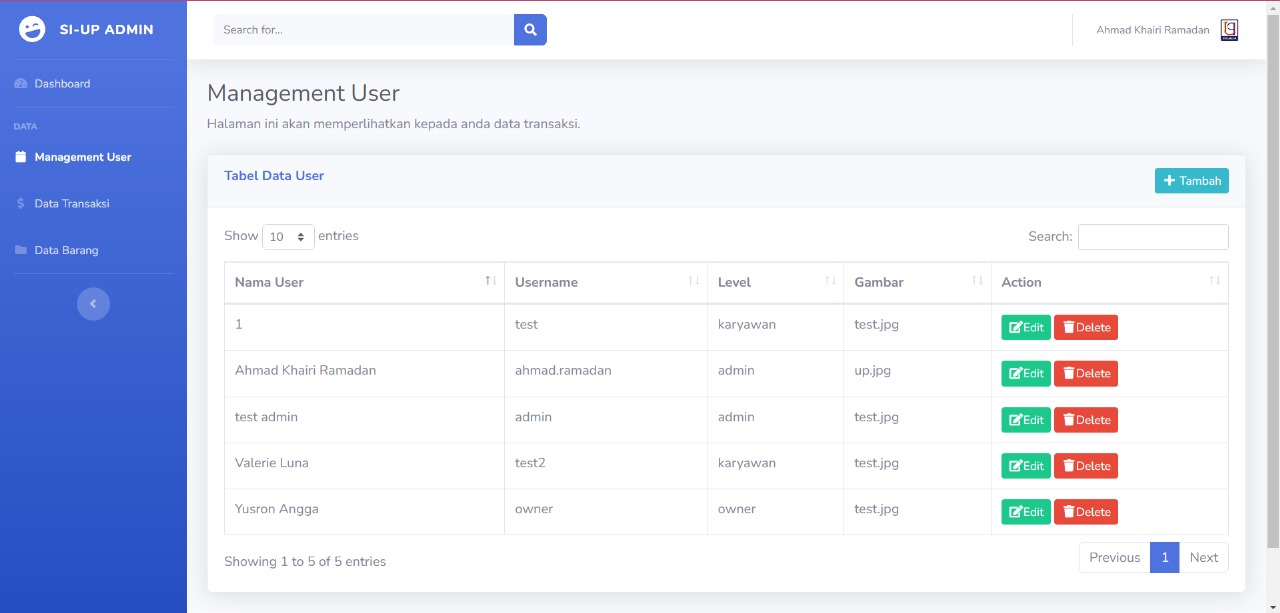 SI-UP ADMIN
Search for...
Ahmad Khairi Ramadan
Dashboard
DATA
Management User
Data Transaksi
Data Barang
Management User
Halaman ini akan memperlihatkan kepada anda data transaksi.
Tabel Data User
Tambah
Show 10 entries
Search:
Nama User Username Level Gambar Action
1 test karyawan test.jpg Edit Delete
Ahmad Khairi Ramadan ahmad.ramadan admin up.jpg Edit Delete
test admin admin admin test.jpg Edit Delete
Valerie Luna test2 karyawan test.jpg Edit Delete
Yusron Angga owner owner test.jpg Edit Delete
Showing 1 to 5 of 5 entries
Previous 1 Next